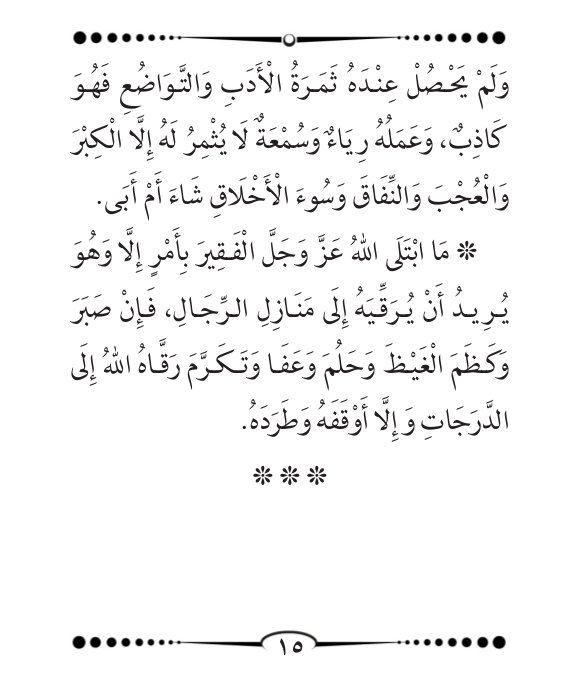 وَلَمْ يَحْصُلْ عِنْدَهُ ثَمَرَةُ الْأَدَبِ وَالتَّوَاضُعِ فَهُوَ
كَاذِبٌ، وَعَمَلُهُ رِيَاءٌ وَسُمْعَةٌ لَا يُثْمِرُ لَهُ إِلَّا الْكِبْرَ
وَالْعُجْبَ وَالنِّفَاقَ وَسُوءَ الْأَخْلَاقِ شَاءَ أَمْ أَبَى.
❊ مَا ابْتَلَى اللهُ عَزَّ وَجَلَّ الْفَقِيرَ بِأَمْرٍ إِلَّا وَهُوَ
يُرِيدُ أَنْ يُرَقِّيَهُ إِلَى مَنَازِلِ الرِّجَالِ، فَإِنْ صَبَرَ
وَكَظَمَ الْغَيْظَ وَحَلُمَ وَعَفَا وَتَكَرَّمَ رَقَّاهُ اللهُ إِلَى
الدَّرَجَاتِ وَإِلَّا أَوْقَفَهُ وَطَرَدَهُ.
❊ ❊ ❊
١٥